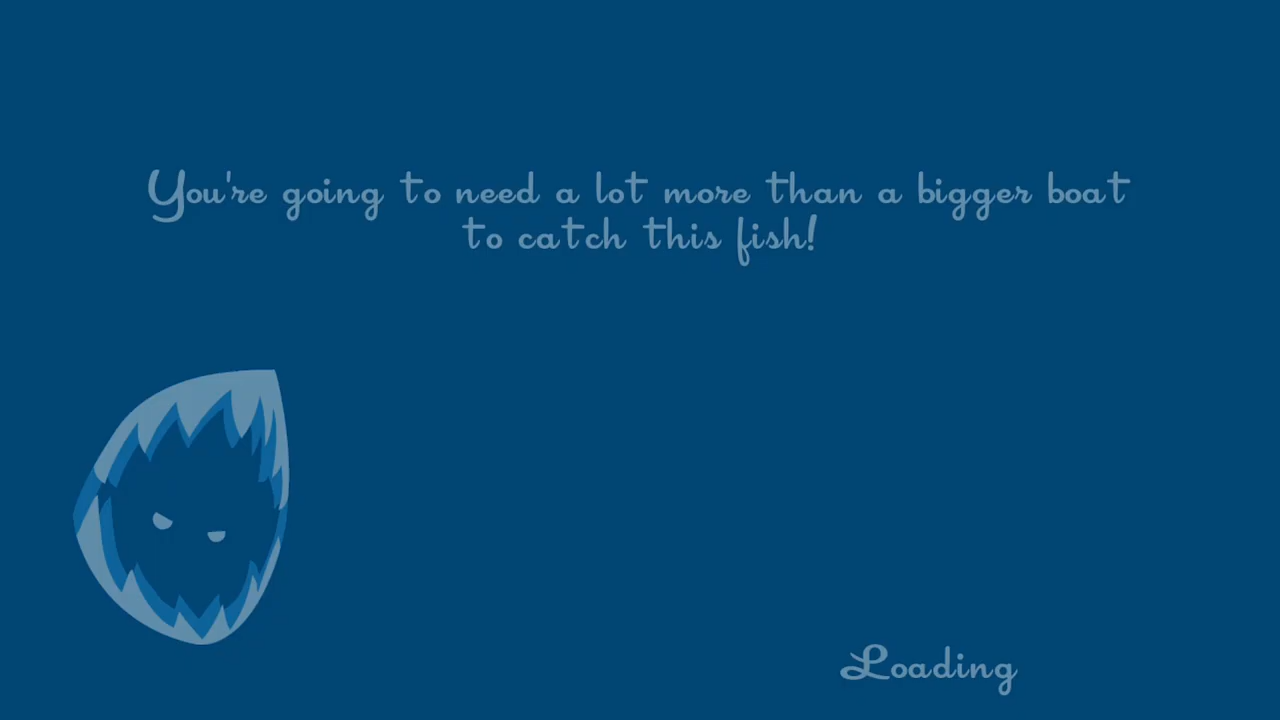 You're going to need a lot more than a bigger boat
to catch this fish!
Loading